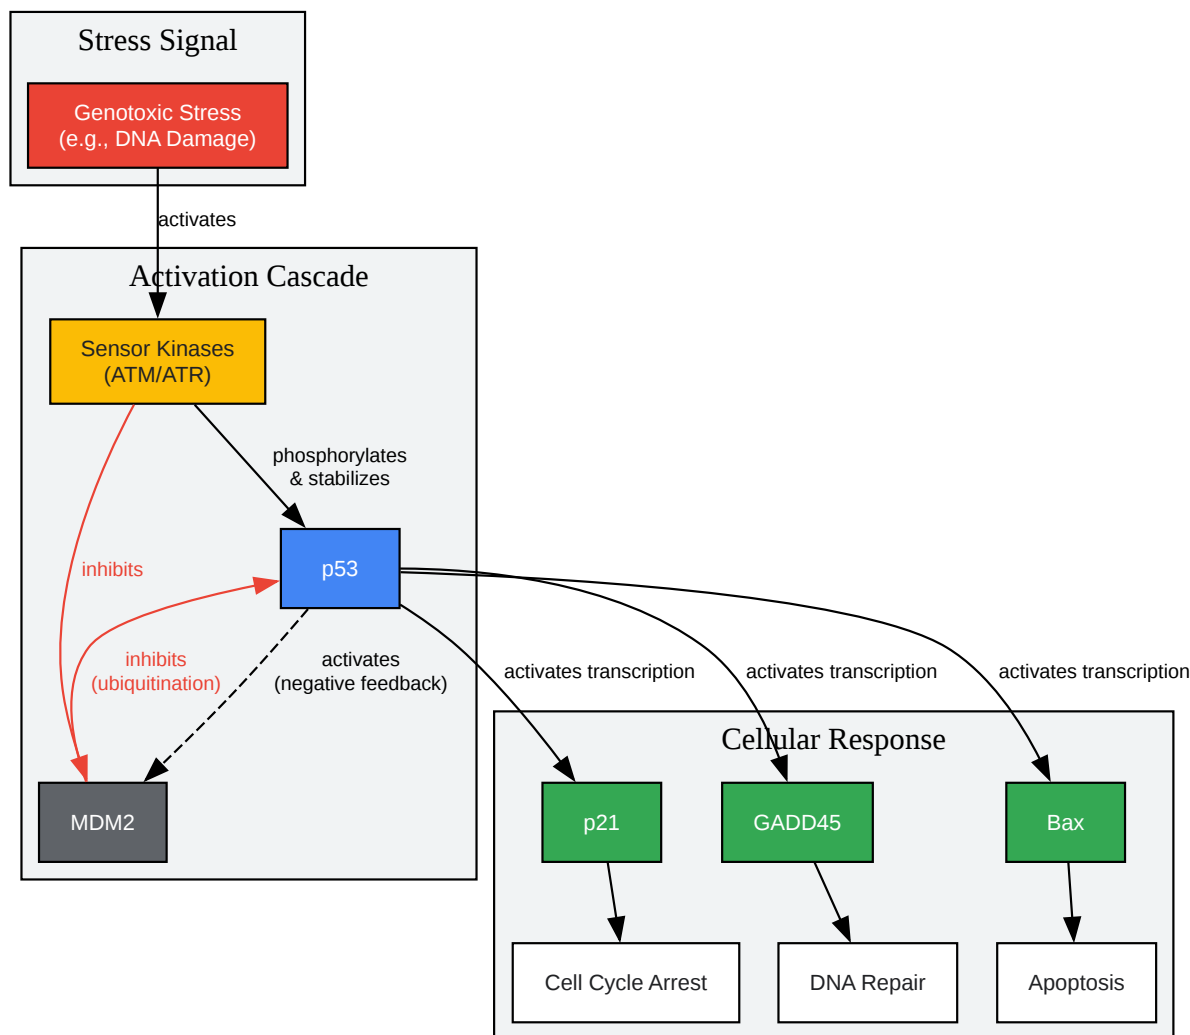 Stress Signal
Genotoxic Stress
(e.g., DNA Damage)
activates
Activation Cascade
Sensor Kinases
(ATM/ATR)
phosphorylates
& stabilizes
p53
inhibits
inhibits
(ubiquitination)
activates
(negative feedback)
activates transcription
activates transcription
activates transcription
MDM2
Cellular Response
p21
GADD45
Bax
Cell Cycle Arrest
DNA Repair
Apoptosis